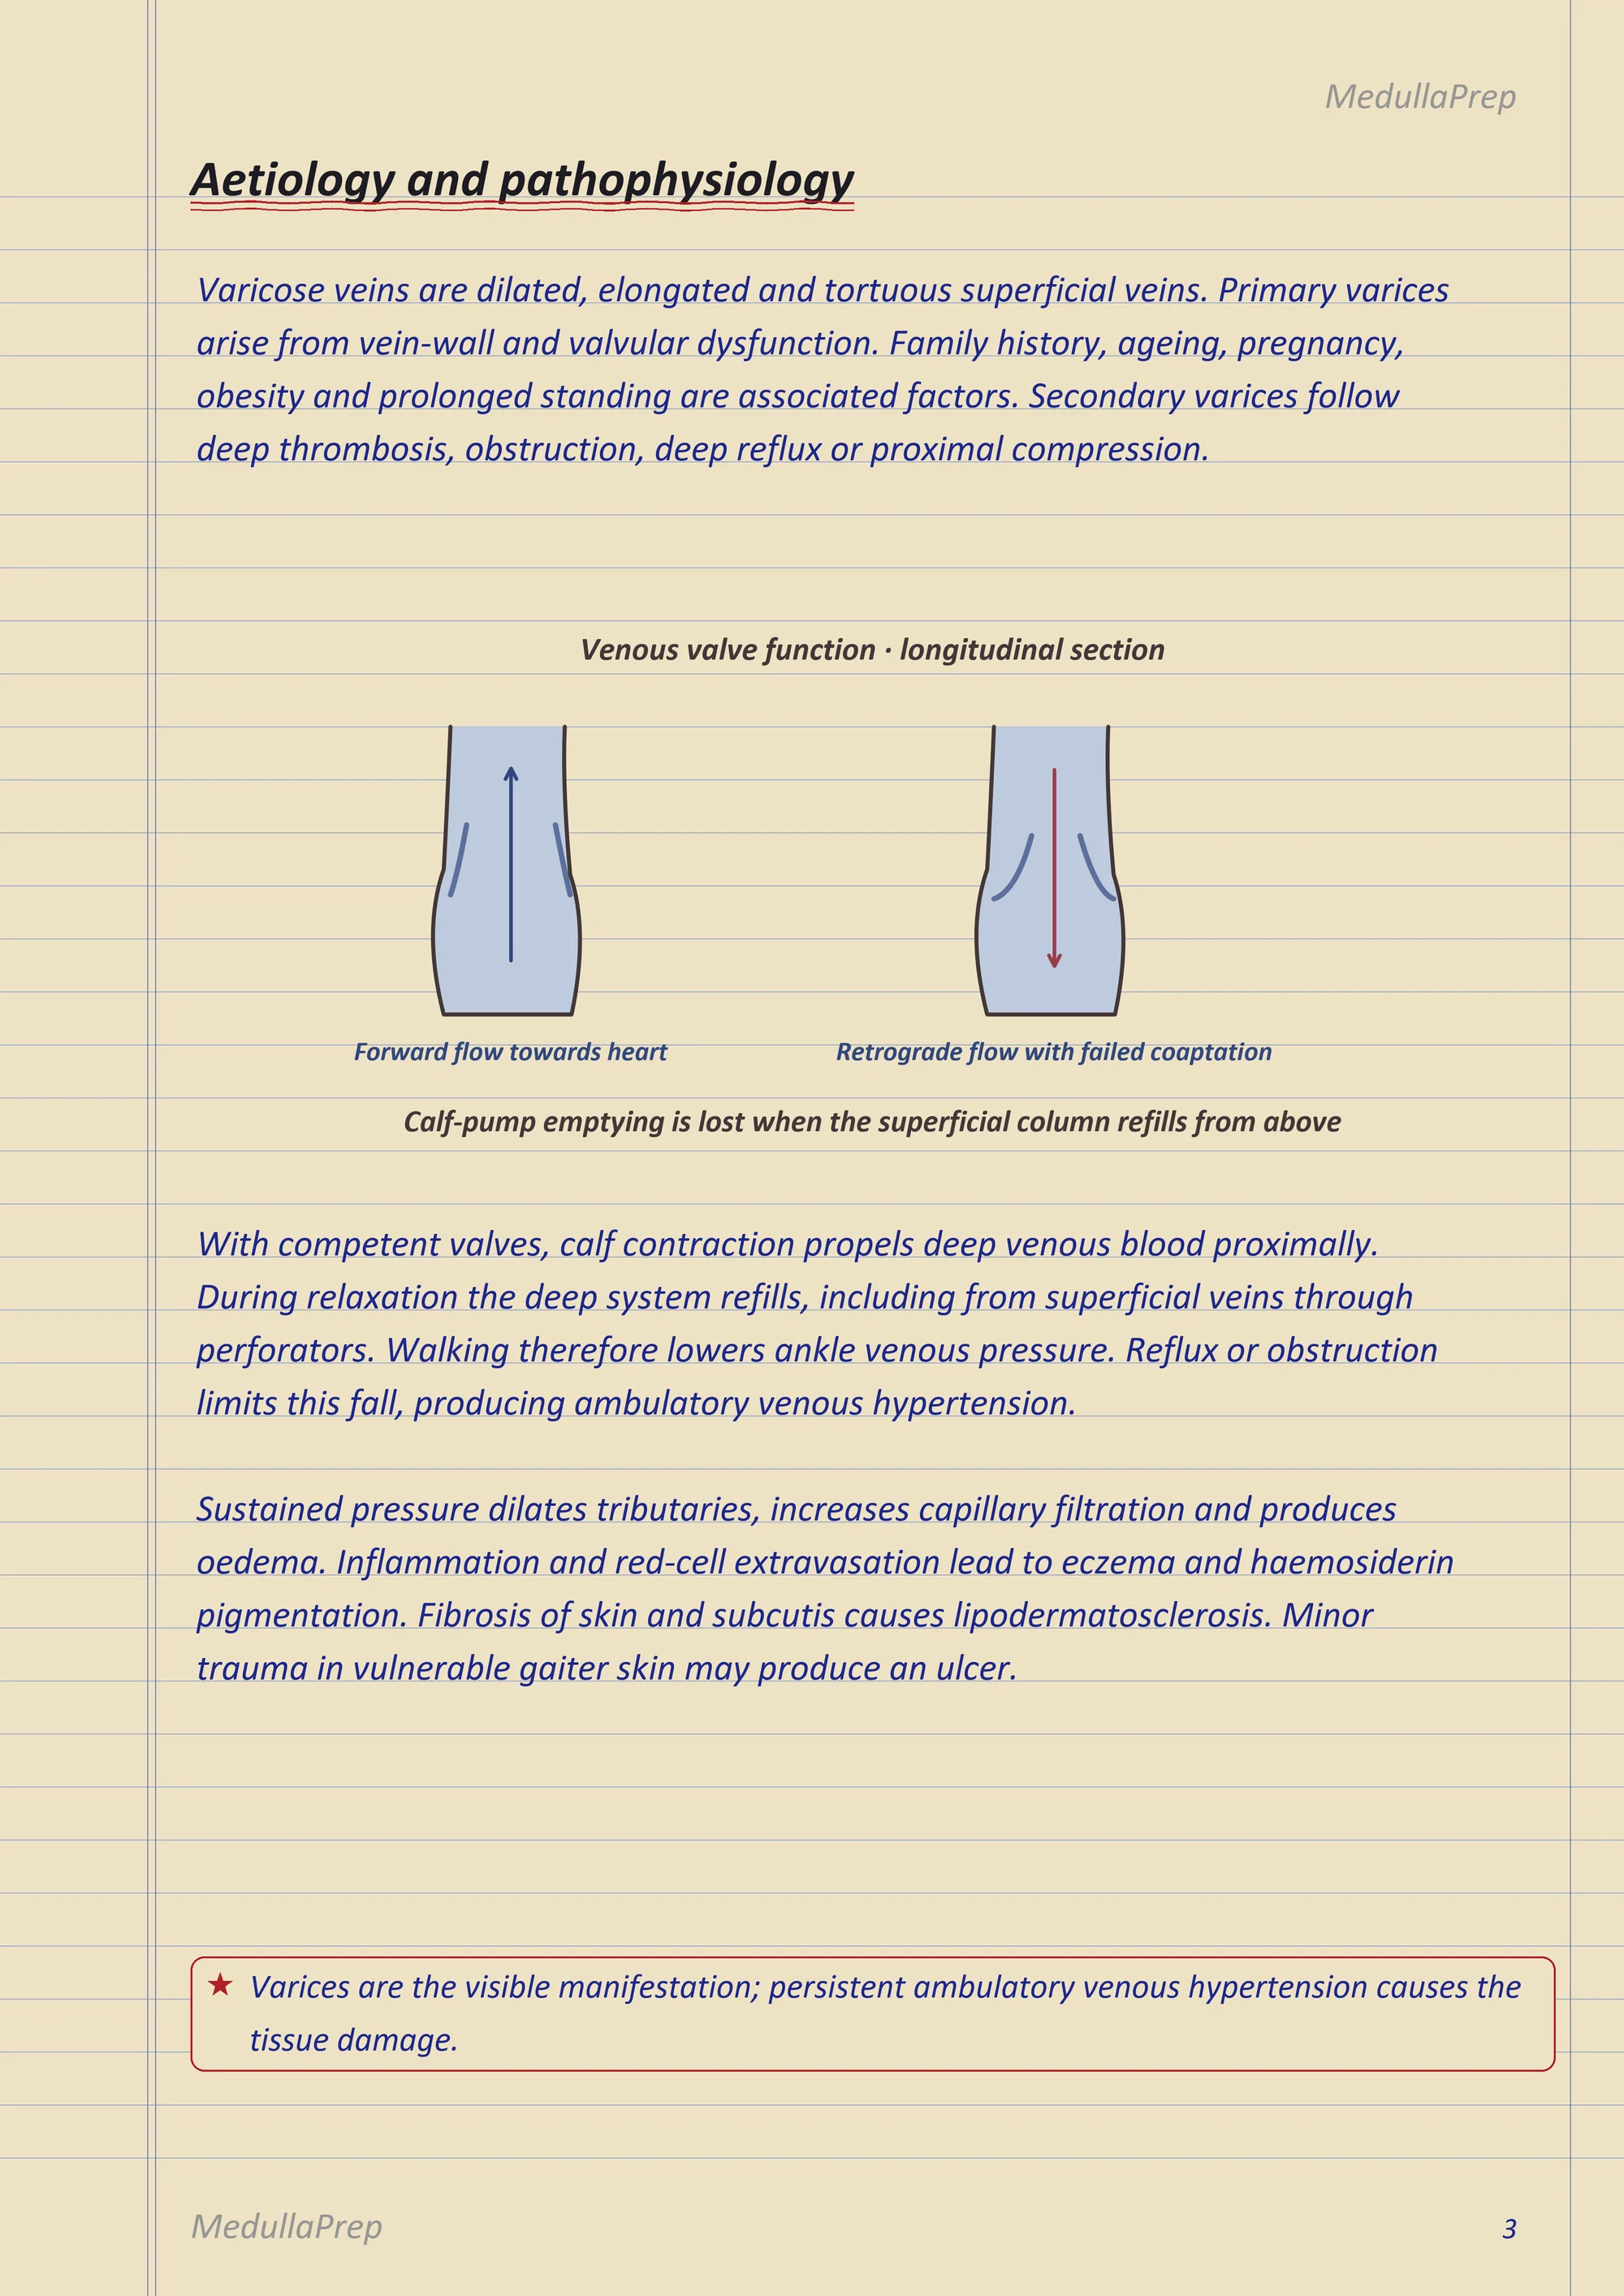 MedullaPrep
Aetiology and pathophysiology
Varicose veins are dilated, elongated and tortuous superficial veins. Primary varices
arise from vein-wall and valvular dysfunction. Family history, ageing, pregnancy,
obesity and prolonged standing are associated factors. Secondary varices follow
deep thrombosis, obstruction, deep reflux or proximal compression.
Venous valve function · longitudinal section
Forward flow towards heart
Retrograde flow with failed coaptation
Calf-pump emptying is lost when the superficial column refills from above
With competent valves, calf contraction propels deep venous blood proximally.
During relaxation the deep system refills, including from superficial veins through
perforators. Walking therefore lowers ankle venous pressure. Reflux or obstruction
limits this fall, producing ambulatory venous hypertension.
Sustained pressure dilates tributaries, increases capillary filtration and produces
oedema. Inflammation and red-cell extravasation lead to eczema and haemosiderin
pigmentation. Fibrosis of skin and subcutis causes lipodermatosclerosis. Minor
trauma in vulnerable gaiter skin may produce an ulcer.
★ Varices are the visible manifestation; persistent ambulatory venous hypertension causes the
tissue damage.
MedullaPrep
3